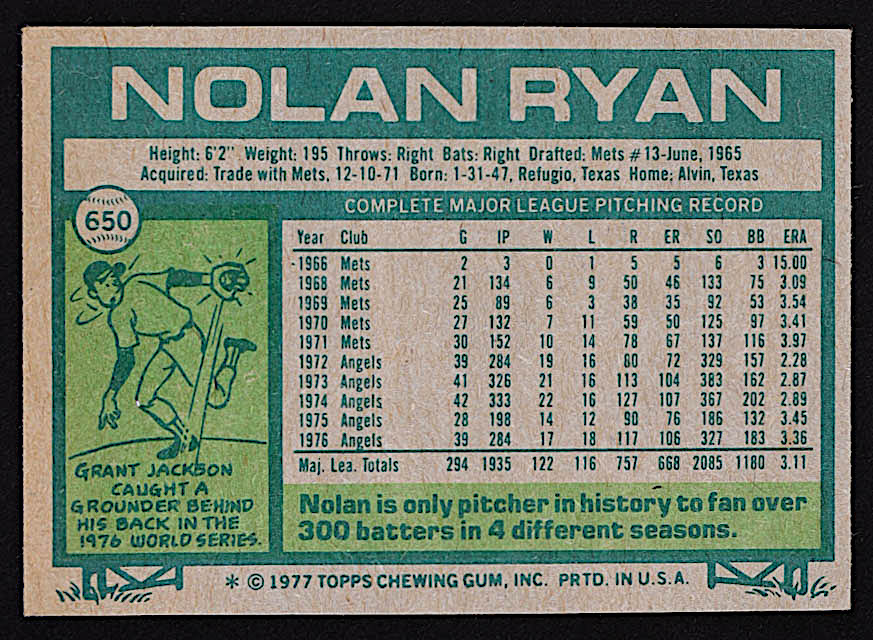 NOLAN RYAN
Height: 6'2" Weight: 195 Throws: Right Bats: Right Drafted: Mets #13-June, 1965
Acquired: Trade with Mets, 12-10-71 Born: 1-31-47, Refugio, Texas Home: Alvin, Texas
650
COMPLETE MAJOR LEAGUE PITCHING RECORD
Year Club G IP W L R ER SO BB ERA
1966 Mets 2 3 0 1 5 5 6 3 15.00
1968 Mets 21 134 6 9 50 46 133 75 3.09
1969 Mets 25 89 6 3 38 35 92 53 3.54
1970 Mets 27 132 7 11 59 50 125 97 3.41
1971 Mets 30 152 10 14 78 67 137 116 3.97
1972 Angels 39 284 19 16 80 72 329 157 2.28
1973 Angels 41 326 21 16 113 104 383 162 2.87
1974 Angels 42 333 22 16 127 107 367 202 2.89
1975 Angels 28 198 14 12 90 76 186 132 3.45
1976 Angels 39 284 17 18 117 106 327 183 3.36
Maj. Lea. Totals 294 1935 122 116 757 668 2085 1180 3.11
GRANT JACKSON
CAUGHT A
GROUNDER BEHIND
HIS BACK IN THE
1976 WORLD SERIES.
Nolan is only pitcher in history to fan over
300 batters in 4 different seasons.
* © 1977 TOPPS CHEWING GUM, INC. PRTD. IN U.S.A.